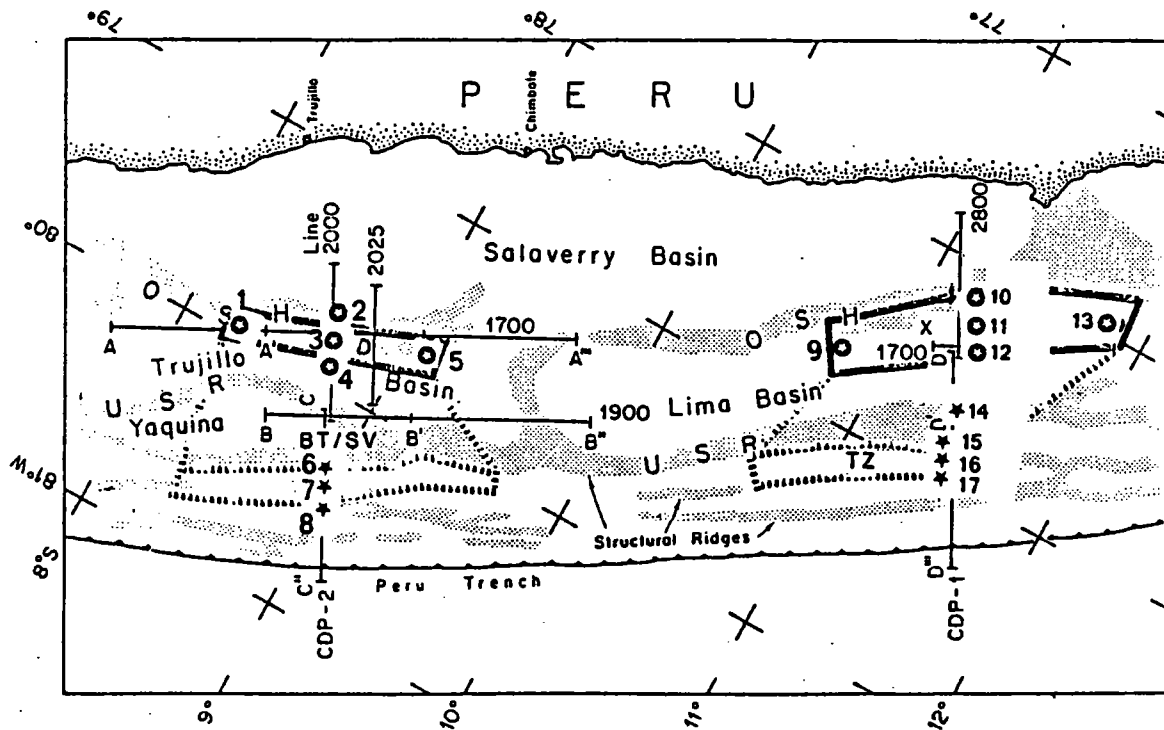 79°
78°
77°
P E R U
Trujillo
Chimbote
80°
Line
2000
2025
2800
Salaverry Basin
O
S
H
1
2
3
4
5
1700
A
'A'
D
A"'
O
S
H
X
9
1700
D'
10
11
12
13
Trujillo
Basin
Lima Basin
U
S
R
Yaquina
C
1900
B
BT/SV
B'
B"
U
S
R
C'
14
15
16
17
TZ
6
7
8
81°W
8°S
Structural Ridges
Peru Trench
C"
CDP-2
D"
CDP-1
9°
10°
11°
12°